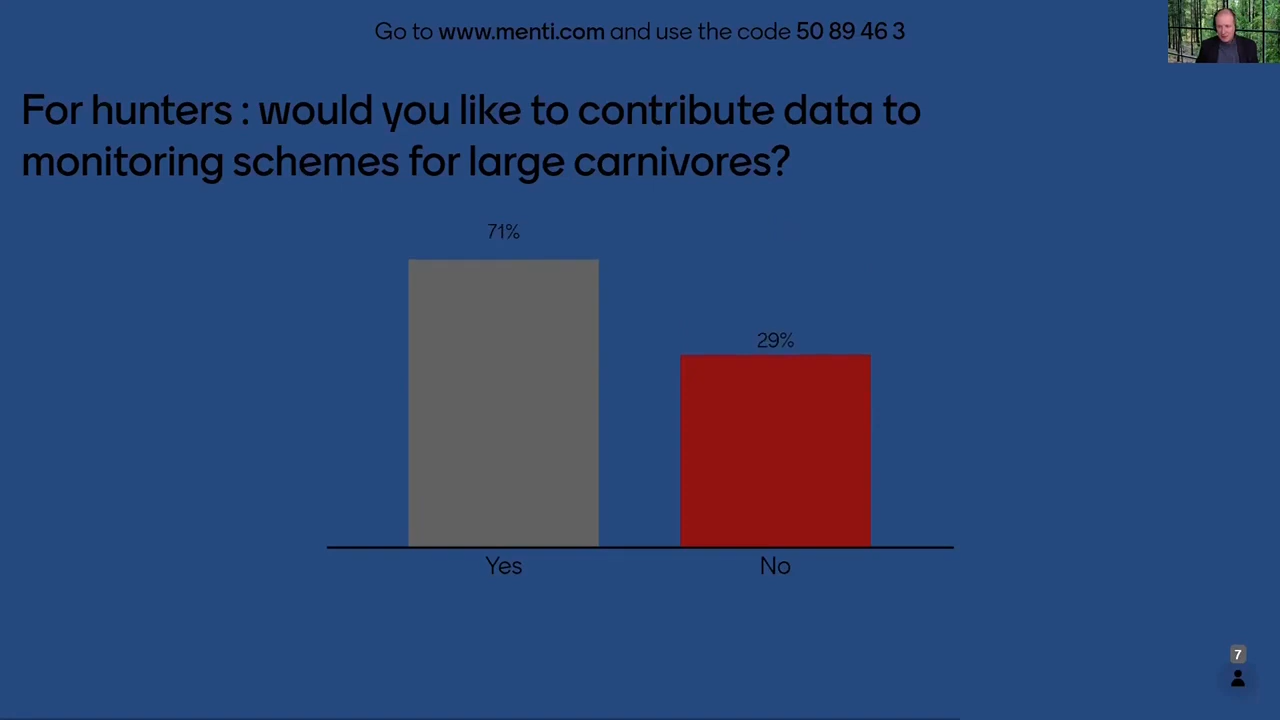 Go to www.menti.com and use the code 50 89 46 3
For hunters : would you like to contribute data to
monitoring schemes for large carnivores?
71%
29%
Yes
No
7